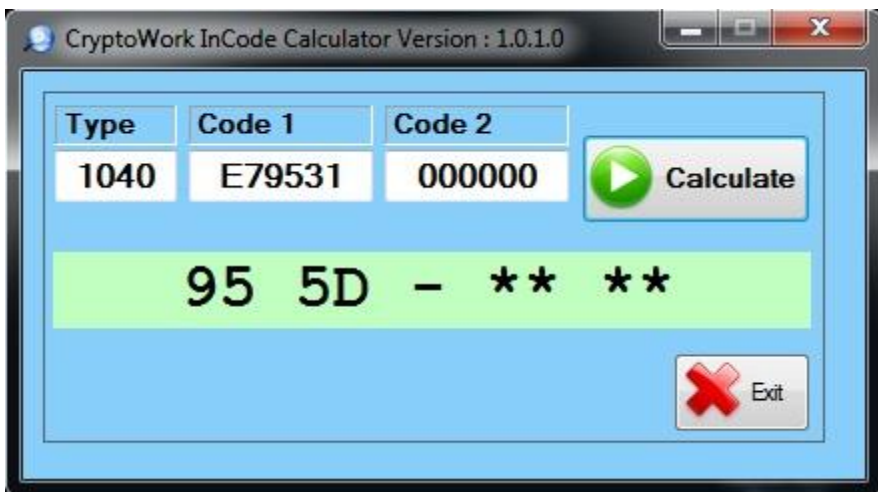 CryptoWork InCode Calculator Version : 1.0.1.0
Type Code 1 Code 2
1040 E79531 000000 Calculate
95 5D - ** **
Exit